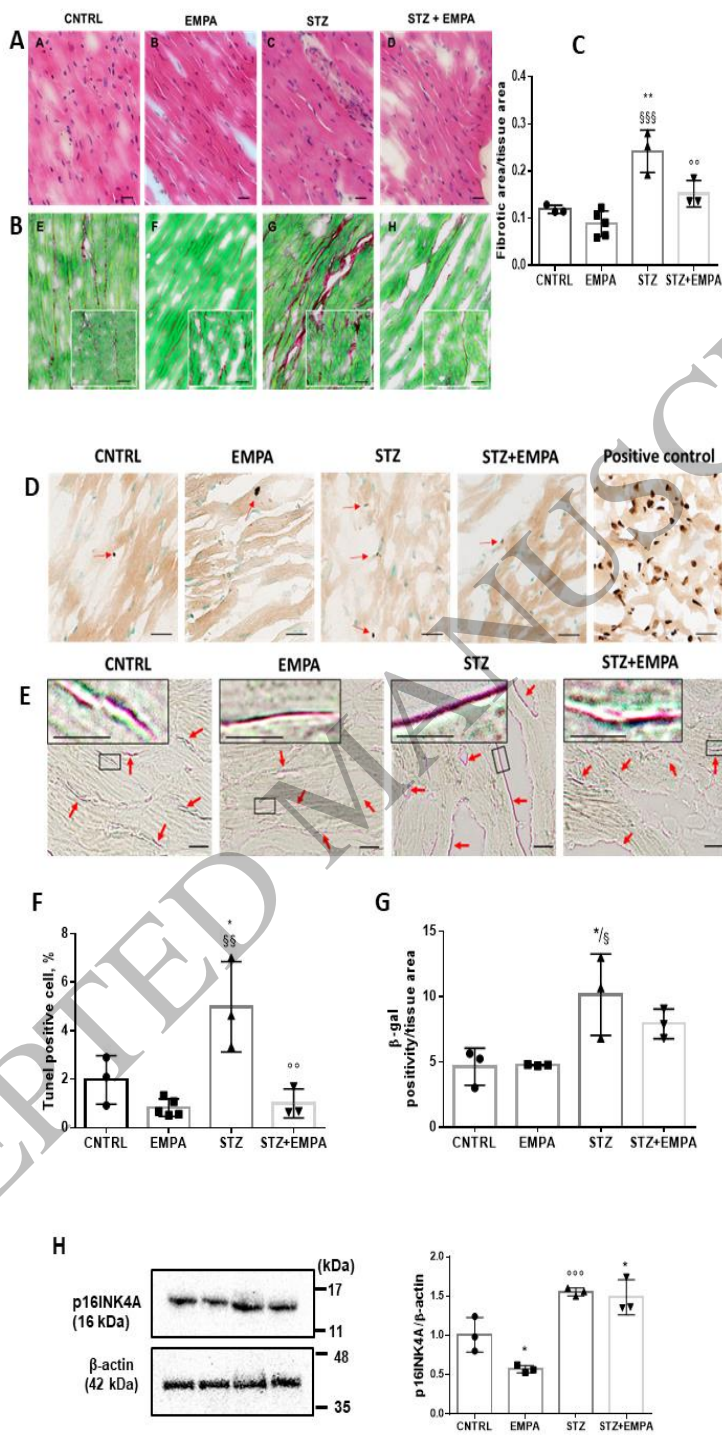 CNTRL EMPA STZ STZ + EMPA
A
A B C D
B
E F G H
C
Fibrotic area/tissue area
0.4
0.3
0.2
0.1
0.0
**
§§§
°°
CNTRL EMPA STZ STZ+EMPA
CNTRL EMPA STZ STZ+EMPA Positive control
D
CNTRL EMPA STZ STZ+EMPA
E
F
Tunel positive cell, %
8
6
4
2
0
*
§§
°°
CNTRL EMPA STZ STZ+EMPA
G
β-gal
positivity/tissue area
15
10
5
0
*/§
CNTRL EMPA STZ STZ+EMPA
H
(kDa)
p16INK4A
(16 kDa)
17
11
β-actin
(42 kDa)
48
35
p16INK4A/β-actin
2.0
1.5
1.0
0.5
0.0
*
°°°
*
CNTRL EMPA STZ STZ+EMPA
EPTED MANUSC